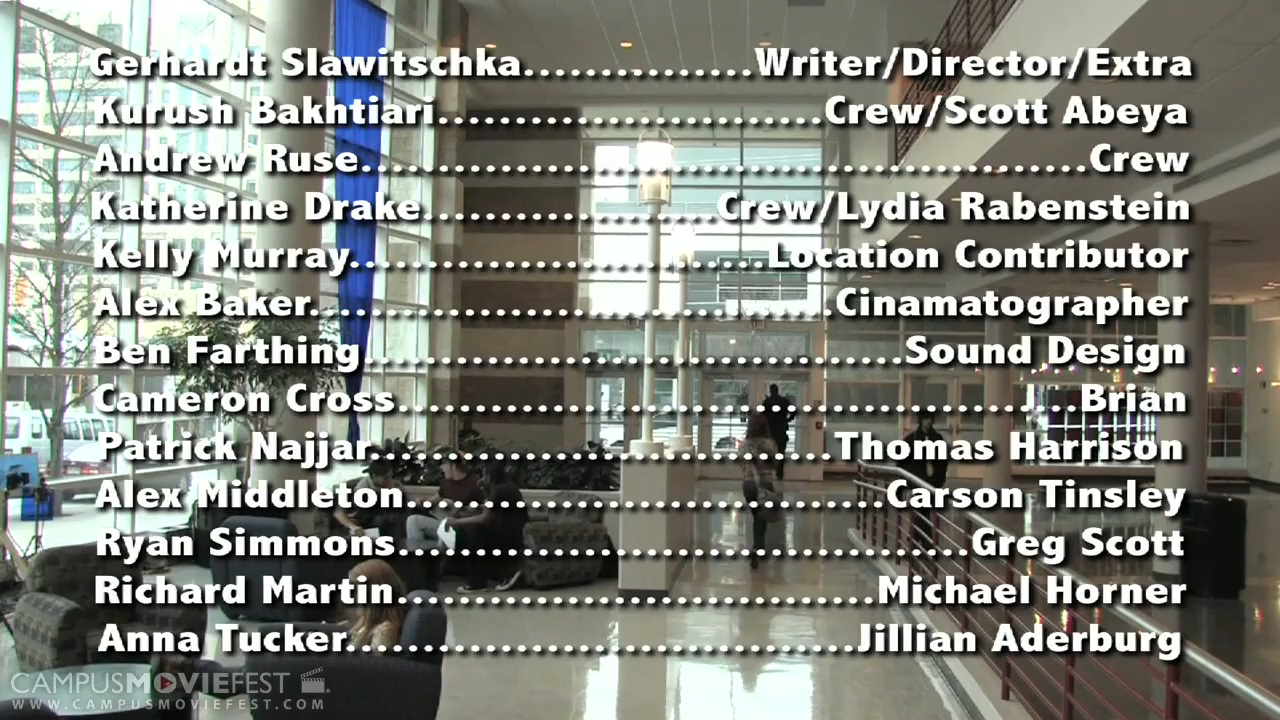 Gerhardt Slawitschka...............Writer/Director/Extra
Kurush Bakhtiari.........................Crew/Scott Abeya
Andrew Ruse................................................Crew
Katherine Drake...................Crew/Lydia Rabenstein
Kelly Murray...........................Location Contributor
Alex Baker..................................Cinamatographer
Ben Farthing...................................Sound Design
Cameron Cross............................................Brian
Patrick Najjar..............................Thomas Harrison
Alex Middleton...............................Carson Tinsley
Ryan Simmons.....................................Greg Scott
Richard Martin...............................Michael Horner
Anna Tucker.................................Jillian Aderburg
CAMPUSMOVIEFEST
WWW.CAMPUSMOVIEFEST.COM